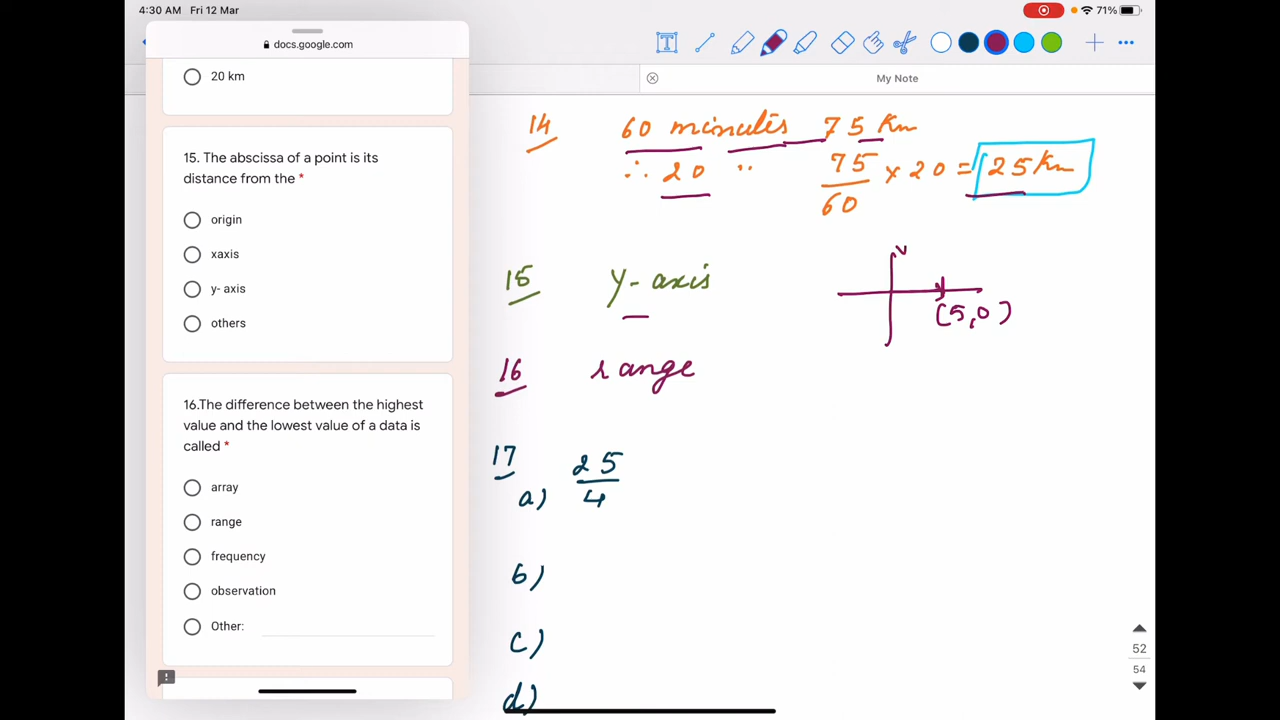 4:30 AM Fri 12 Mar
71%
docs.google.com
20 km
15. The abscissa of a point is its
distance from the *
origin
xaxis
y- axis
others
16.The difference between the highest
value and the lowest value of a data is
called *
array
range
frequency
observation
Other:
T
My Note
14 60 minutes 75 Km
∴ 20 " 75/60 x 20 = 25 Km
15 y-axis
(5,0)
16 range
17
a) 25/4
b)
c)
d)
52
54